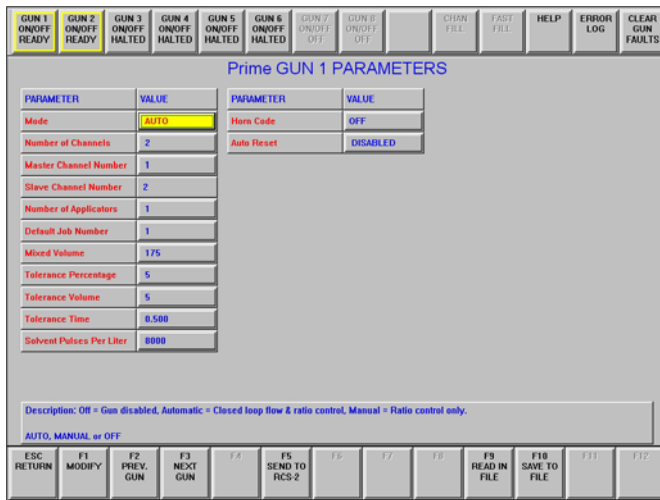 GUN 1 ON/OFF READY
GUN 2 ON/OFF READY
GUN 3 ON/OFF HALTED
GUN 4 ON/OFF HALTED
GUN 5 ON/OFF HALTED
GUN 6 ON/OFF HALTED
GUN 7 ON/OFF OFF
GUN 8 ON/OFF OFF
CHAN FILL
FAST FILL
HELP
ERROR LOG
CLEAR GUN FAULTS
Prime GUN 1 PARAMETERS
PARAMETER VALUE
Mode AUTO
Number of Channels 2
Master Channel Number 1
Slave Channel Number 2
Number of Applicators 1
Default Job Number 1
Mixed Volume 175
Tolerance Percentage 5
Tolerance Volume 5
Tolerance Time 0.500
Solvent Pulses Per Liter 0000
PARAMETER VALUE
Horn Code OFF
Auto Reset DISABLED
Description: Off = Gun disabled, Automatic = Closed loop flow & ratio control, Manual = Ratio control only.
AUTO, MANUAL or OFF
ESC RETURN
F1 MODIFY
F2 PREV. GUN
F3 NEXT GUN
F4
F5 SEND TO RCS-2
F6
F7
F8
F9 READ IN FILE
F10 SAVE TO FILE
F11
F12